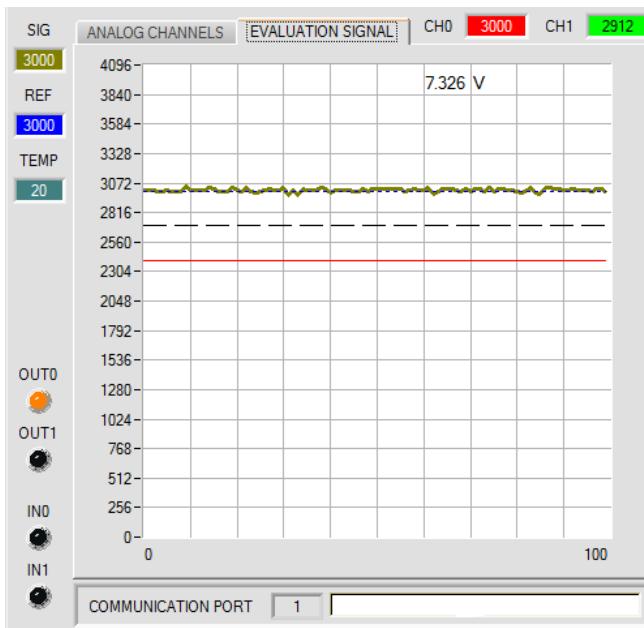 SIG
ANALOG CHANNELS
EVALUATION SIGNAL
CH0
3000
CH1
2912
3000
REF
3000
TEMP
20
7.326 V
4096
3840
3584
3328
3072
2816
2560
2304
2048
1792
1536
1280
1024
768
512
256
0
0
100
OUT0
OUT1
IN0
IN1
COMMUNICATION PORT
1